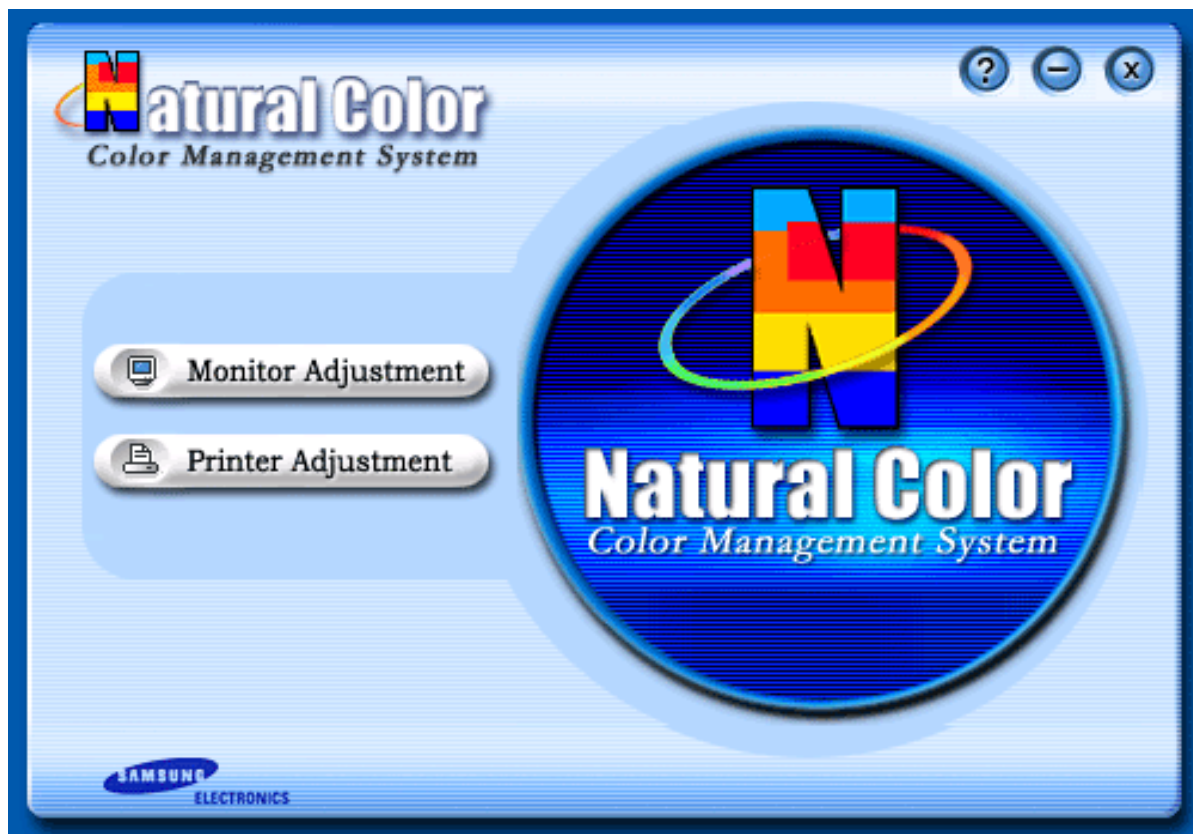 Natural Color
Color Management System
? – x
Monitor Adjustment
Printer Adjustment
N
Natural Color
Color Management System
SAMSUNG
ELECTRONICS